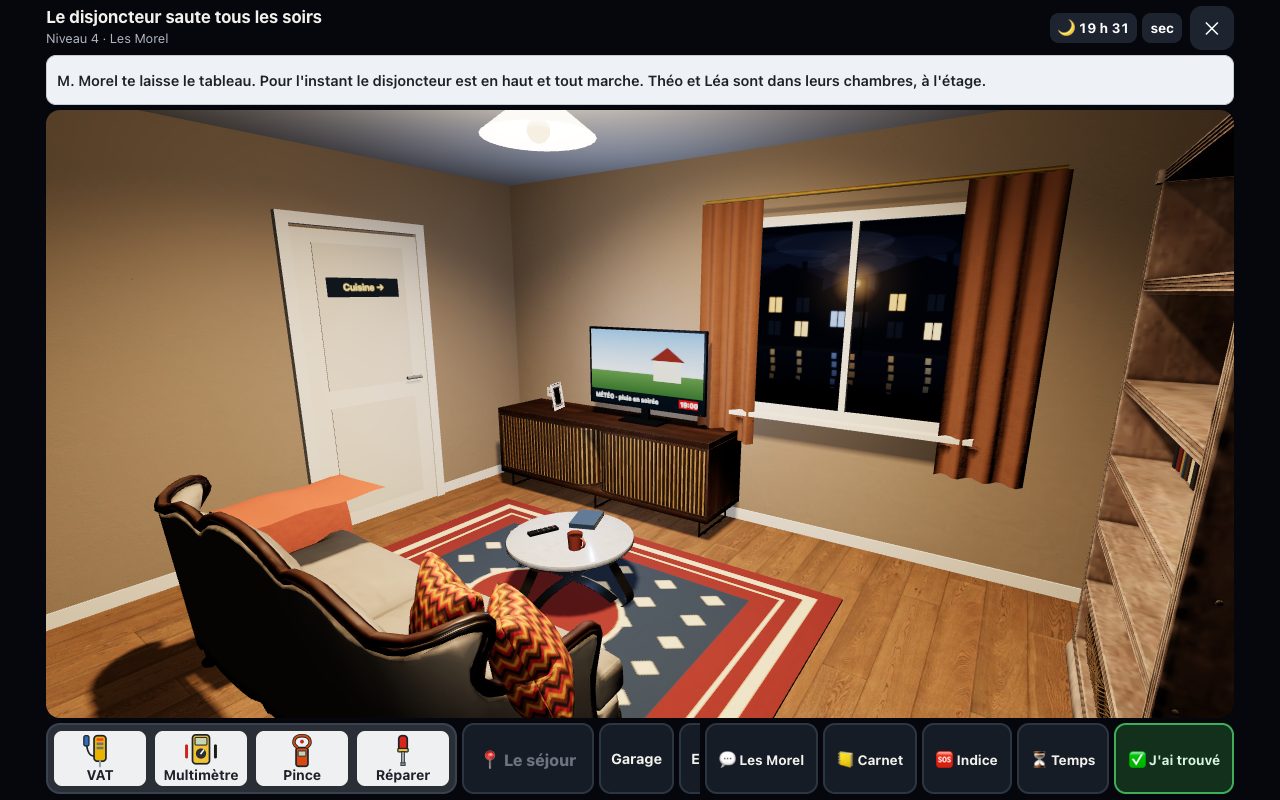 Le disjoncteur saute tous les soirs
Niveau 4 · Les Morel
🌙 19 h 31
sec
M. Morel te laisse le tableau. Pour l'instant le disjoncteur est en haut et tout marche. Théo et Léa sont dans leurs chambres, à l'étage.
Cuisine →
MÉTÉO - pluie en soirée
19:00
VAT
Multimètre
Pince
Réparer
📍 Le séjour
Garage
E
💬 Les Morel
📒 Carnet
🆘 Indice
⏳ Temps
✅ J'ai trouvé